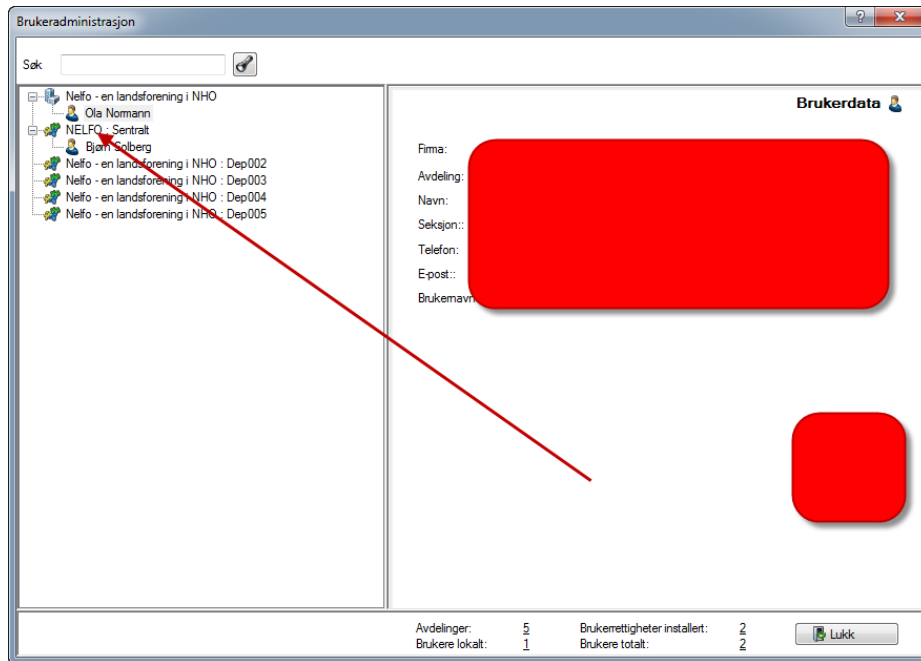 Brukeradministrasjon
Søk
Nelfo - en landsforening i NHO
Ola Normann
NELFO : Sentralt
Bjørn Solberg
Nelfo - en landsforening i NHO : Dep002
Nelfo - en landsforening i NHO : Dep003
Nelfo - en landsforening i NHO : Dep004
Nelfo - en landsforening i NHO : Dep005
Brukerdata
Firma:
Avdeling:
Navn:
Seksjon::
Telefon:
E-post::
Brukernavn
Avdelinger: 5 Brukerrettigheter installert: 2
Brukere lokalt: 1 Brukere totalt: 2
Lukk